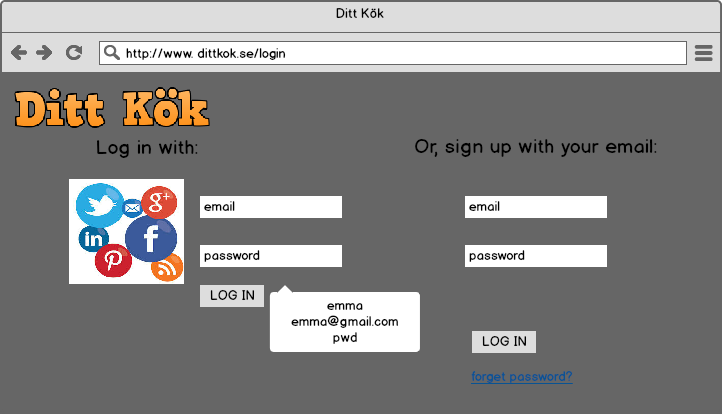 Ditt Kök
http://www. dittkok.se/login
Ditt Kök
Log in with:
Or, sign up with your email:
g+
in
f
email
password
LOG IN
emma
emma@gmail.com
pwd
email
password
LOG IN
forget password?